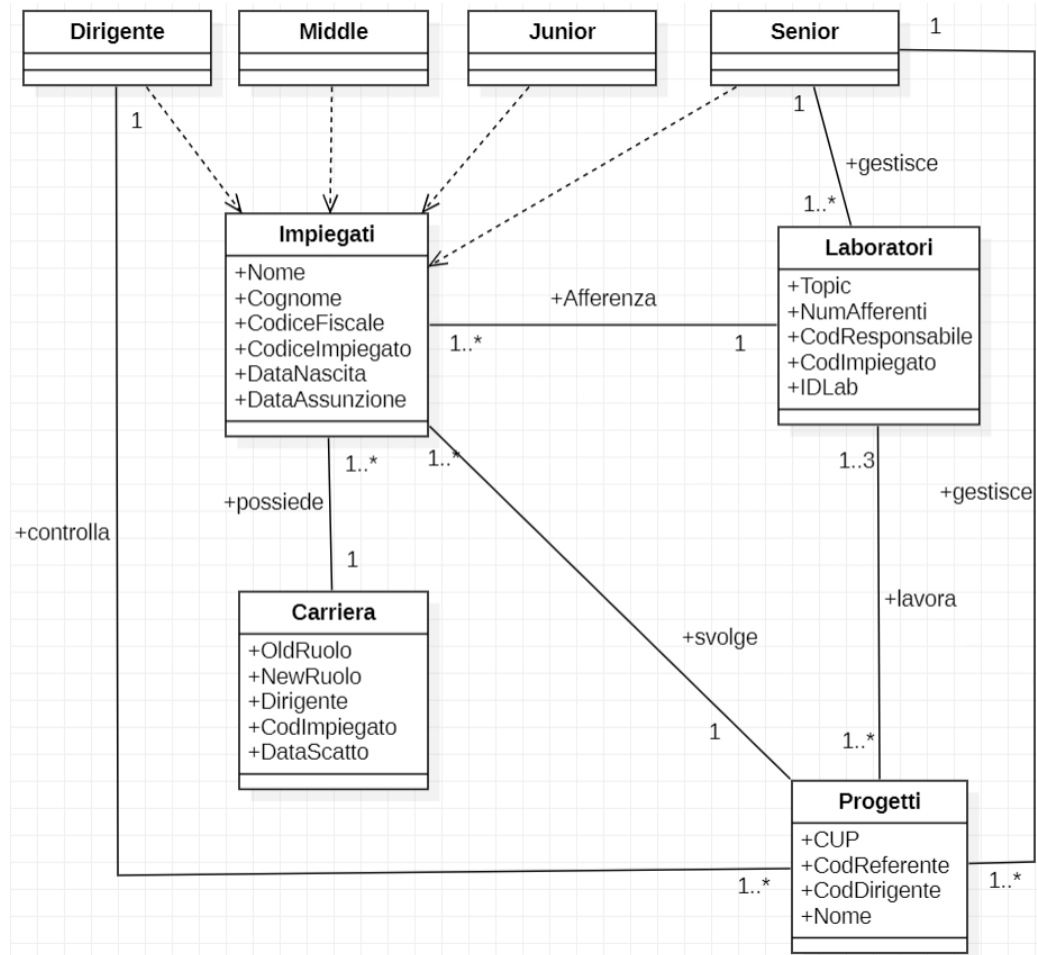 Dirigente
Middle
Junior
Senior
1
1
1
+gestisce
1..*
Impiegati
+Nome
+Cognome
+CodiceFiscale
+CodiceImpiegato
+DataNascita
+DataAssunzione
+Afferenza
1..*
1
Laboratori
+Topic
+NumAfferenti
+CodResponsabile
+CodImpiegato
+IDLab
1..*
1..*
1..3
+possiede
+gestisce
+controlla
1
Carriera
+OldRuolo
+NewRuolo
+Dirigente
+CodImpiegato
+DataScatto
+lavora
+svolge
1
1..*
Progetti
+CUP
+CodReferente
+CodDirigente
+Nome
1..*
1..*